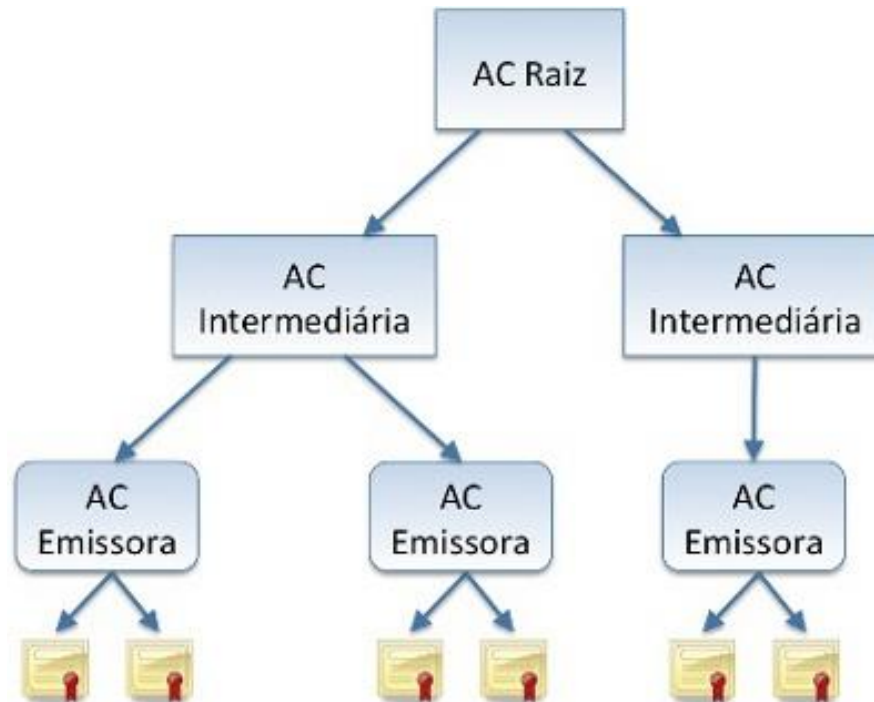 AC Raiz
AC
Intermediária
AC
Intermediária
AC
Emissora
AC
Emissora
AC
Emissora